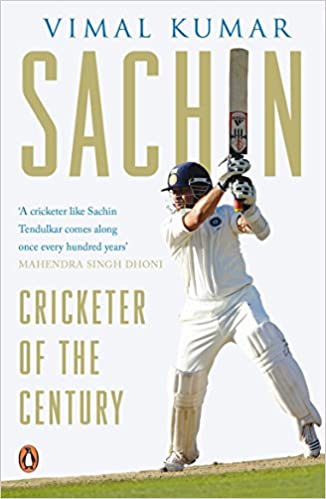 VIMAL KUMAR
SACHIN
‘A cricketer like Sachin
Tendulkar comes along
once every hundred years’
MAHENDRA SINGH DHONI
CRICKETER
OF THE
CENTURY